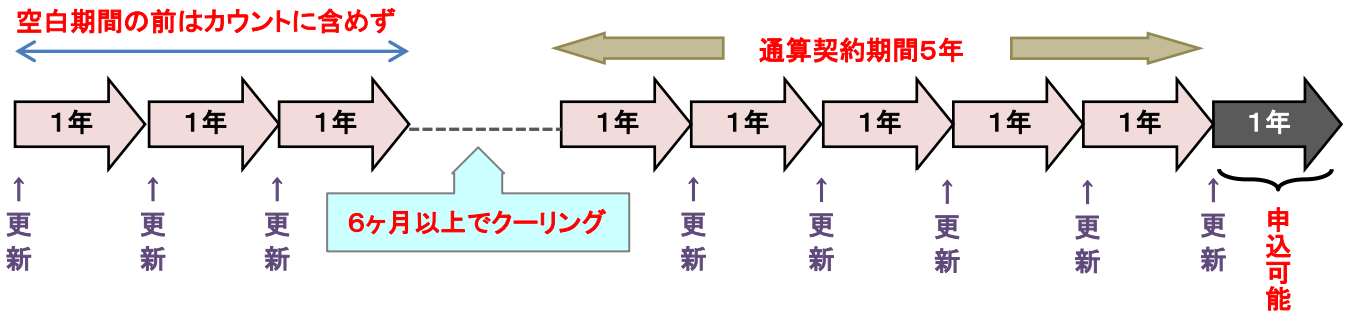 空白期間の前はカウントに含めず
通算契約期間5年
1年
1年
1年
1年
1年
1年
1年
1年
1年
6ヶ月以上でクーリング
更新
更新
更新
更新
更新
更新
更新
更新
申込可能